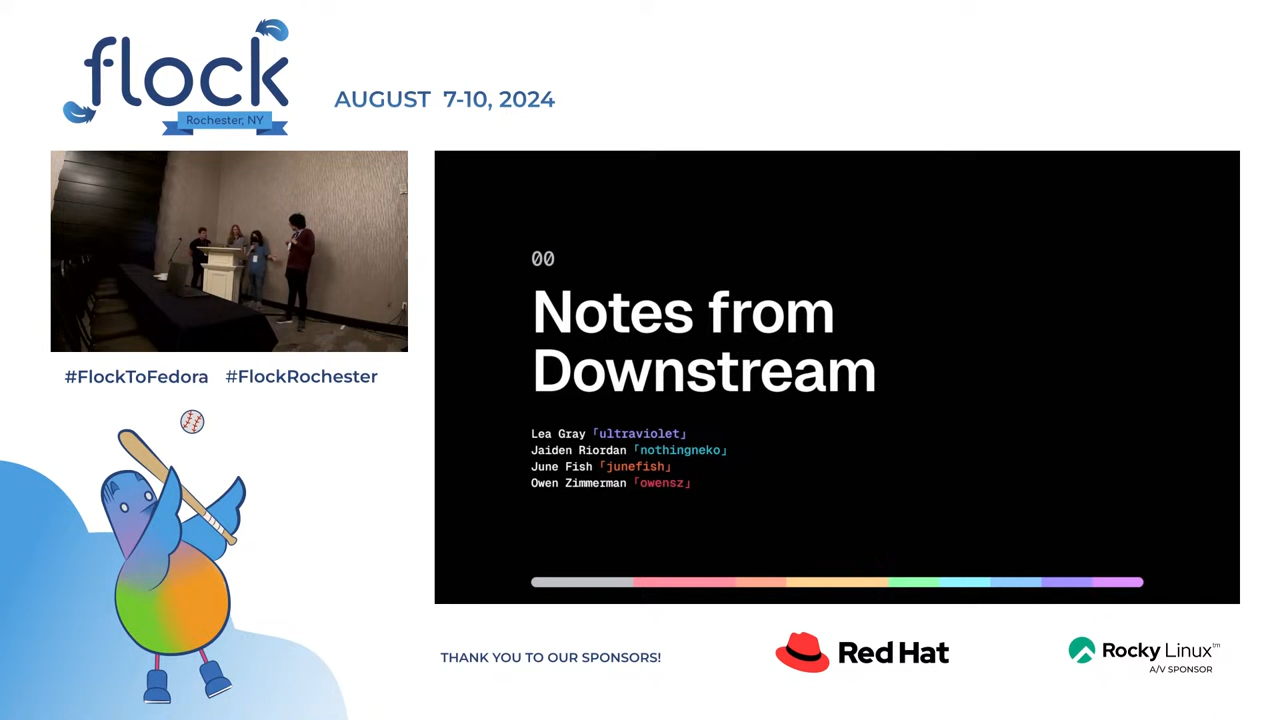 flock
Rochester, NY
AUGUST 7-10, 2024
#FlockToFedora #FlockRochester
00
Notes from
Downstream
Lea Gray「ultraviolet」
Jaiden Riordan「nothingneko」
June Fish「junefish」
Owen Zimmerman「owensz」
THANK YOU TO OUR SPONSORS!
Red Hat
Rocky Linux™
A/V SPONSOR